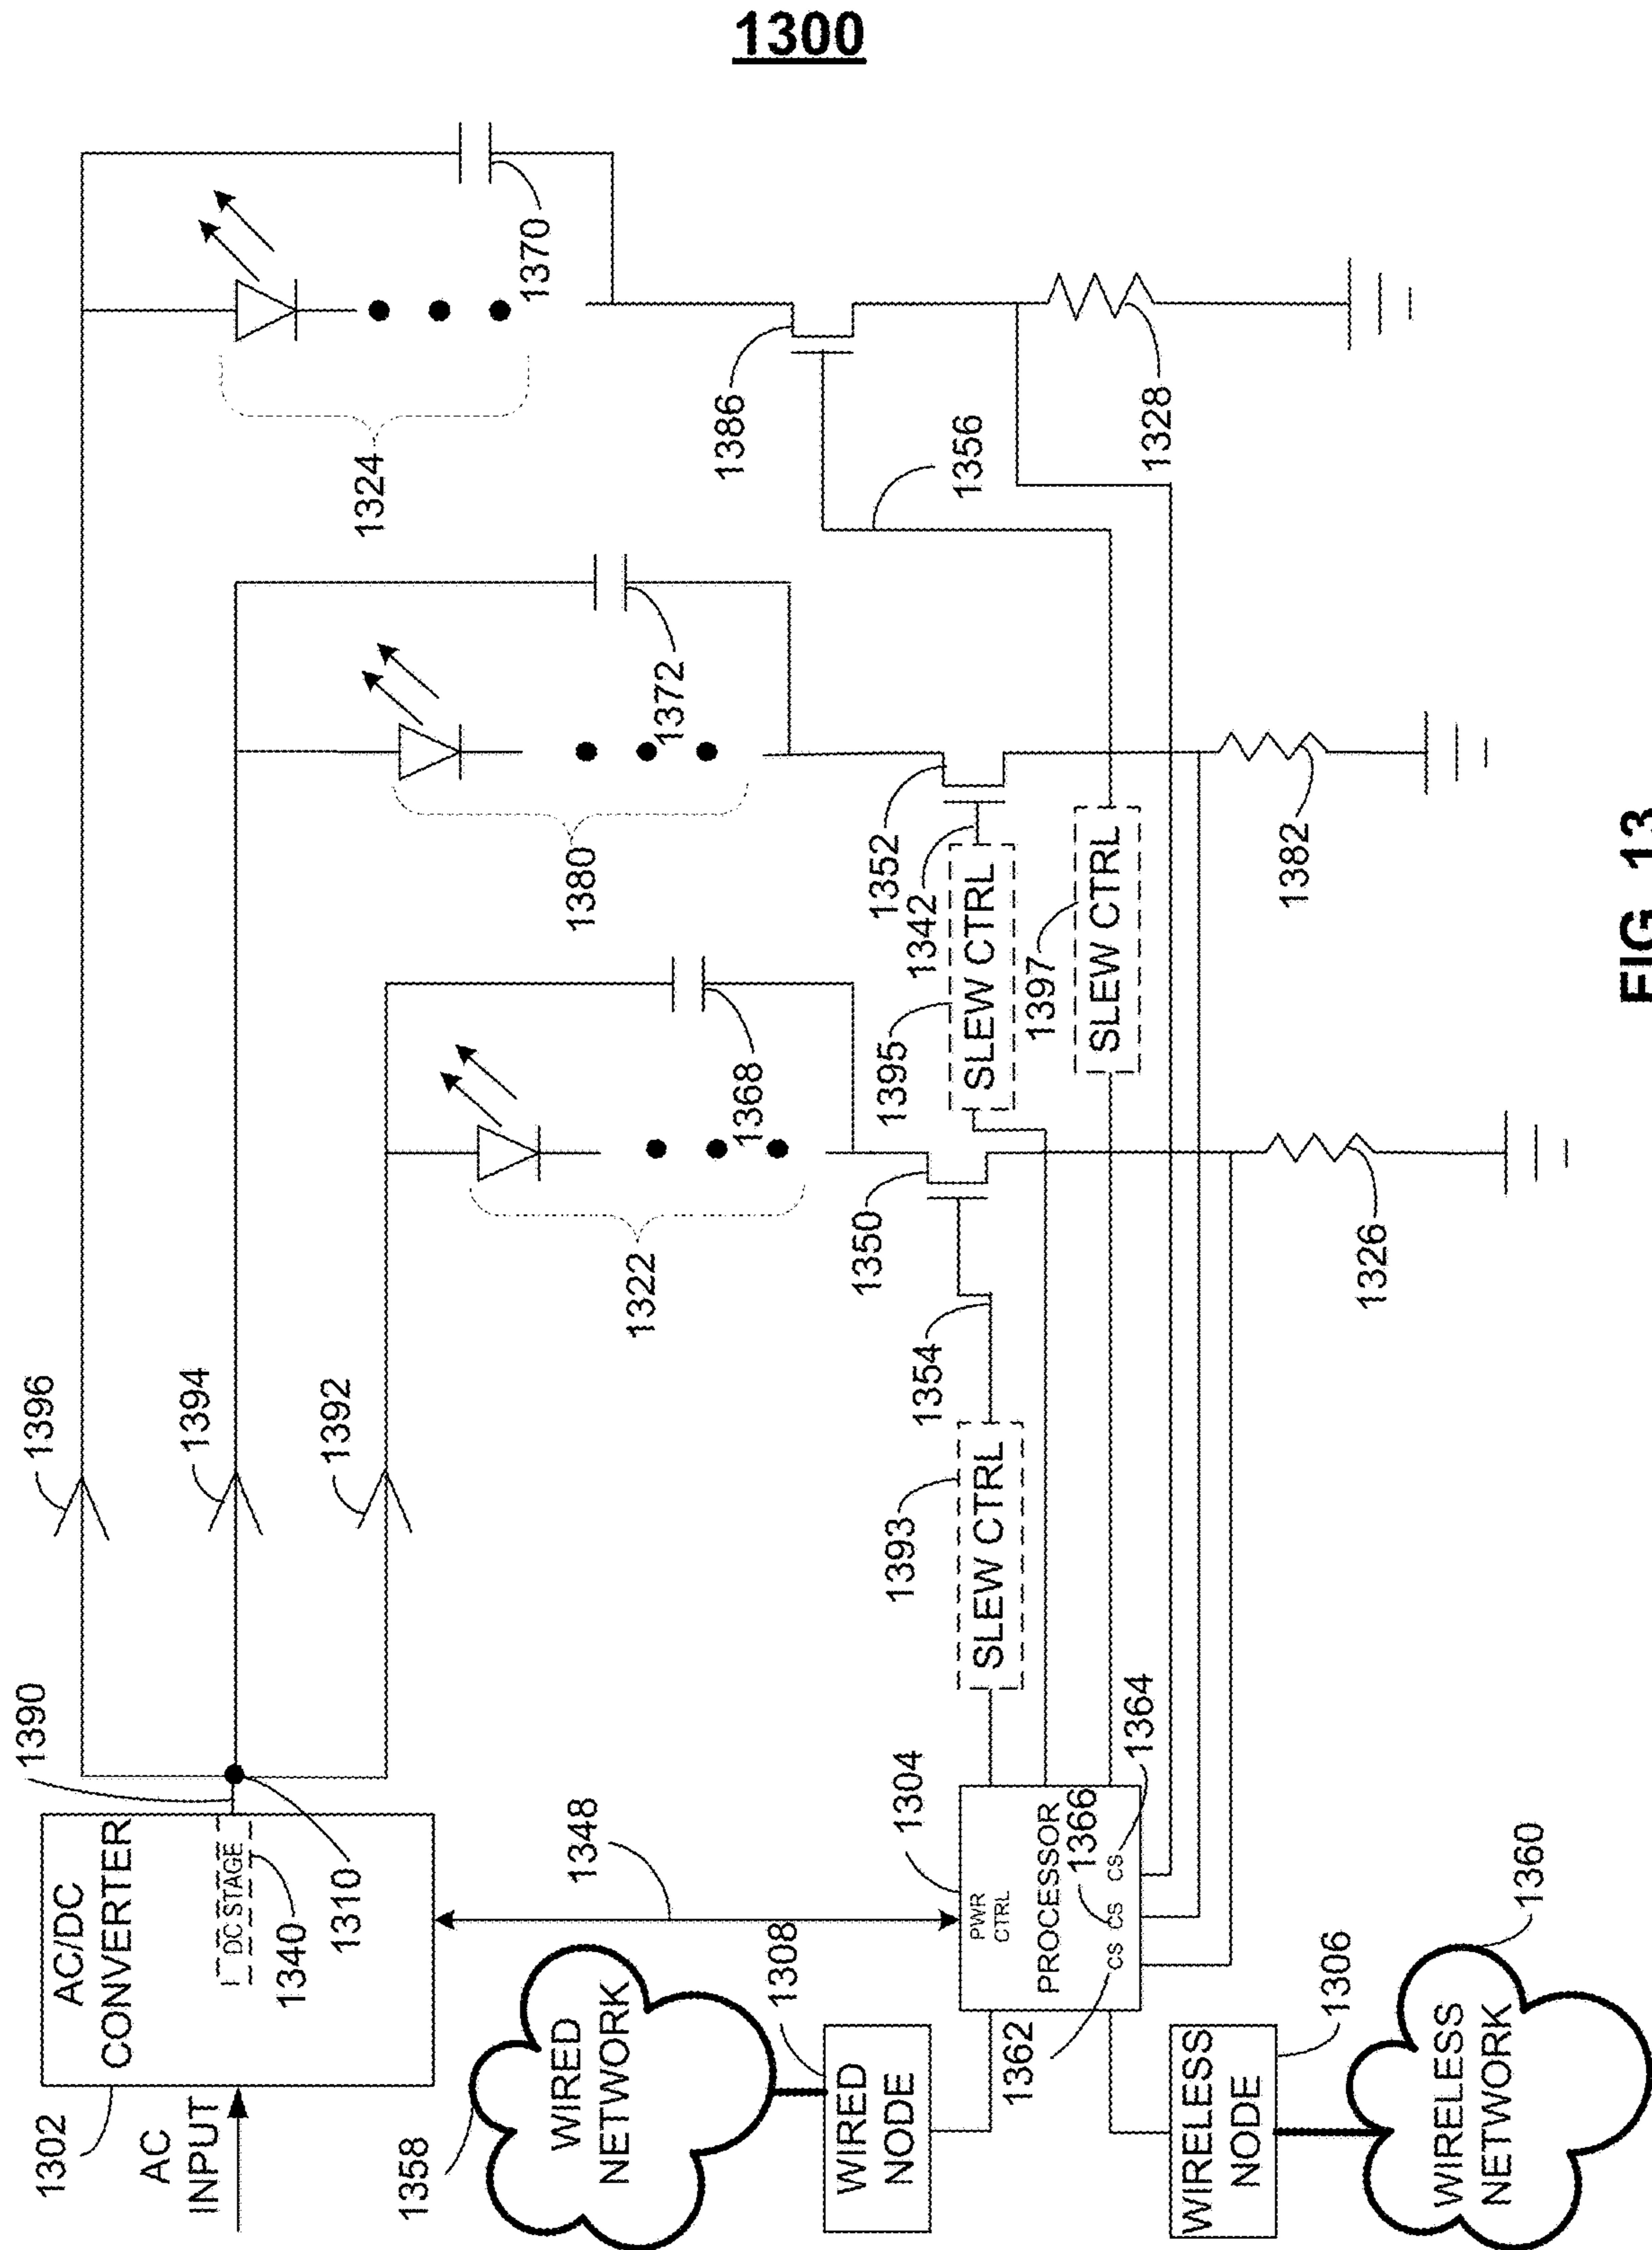 1300
1396
1394
1392
1390
1302
AC/DC
CONVERTER
DC STAGE
1340
1310
AC
INPUT
1324
1370
1380
1372
1322
1368
1386
1356
1328
1352
1342
1395
SLEW CTRL
1397
SLEW CTRL
1382
1350
1354
1393
SLEW CTRL
1326
1348
1304
PWR
CTRL
PROCESSOR
1366
CS CS CS
1364
1362
1358
WIRED
NETWORK
1308
WIRED
NODE
WIRELESS
NODE
1306
WIRELESS
NETWORK
1360
FIG. 13